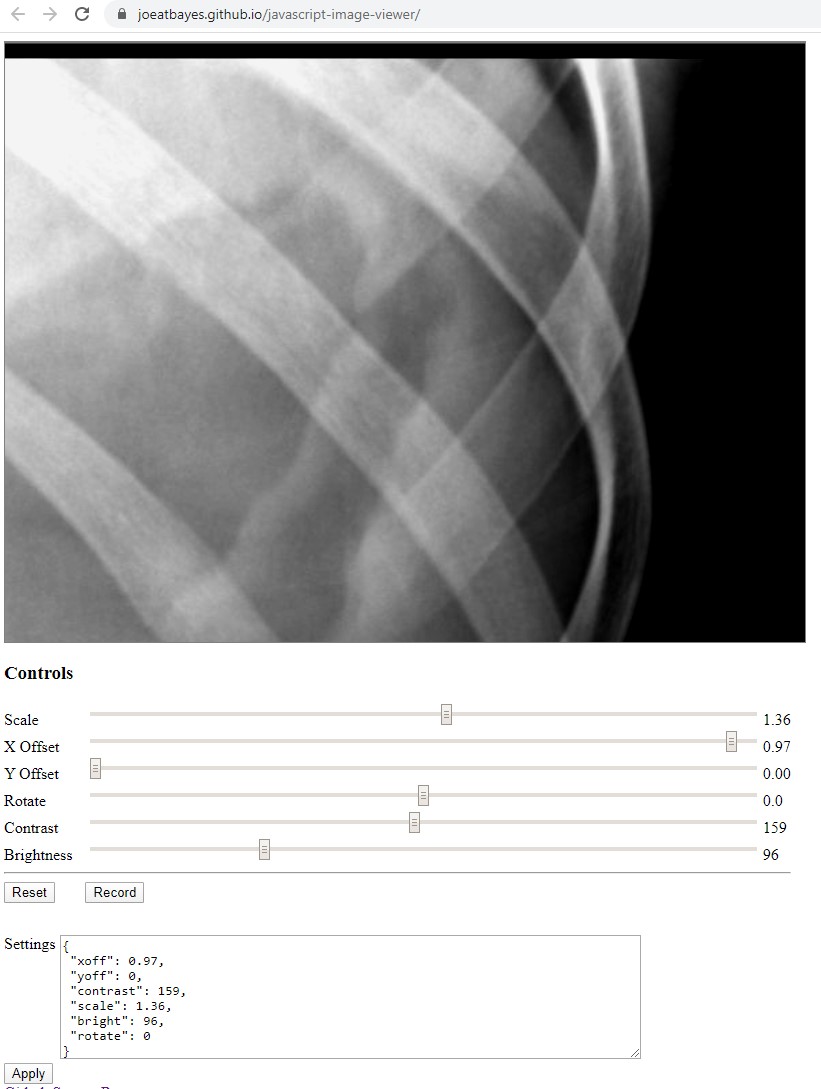 joeatbayes.github.io/javascript-image-viewer/
Controls
Scale 1.36
X Offset 0.97
Y Offset 0.00
Rotate 0.0
Contrast 159
Brightness 96
Reset Record
Settings {
"xoff": 0.97,
"yoff": 0,
"contrast": 159,
"scale": 1.36,
"bright": 96,
"rotate": 0
}
Apply